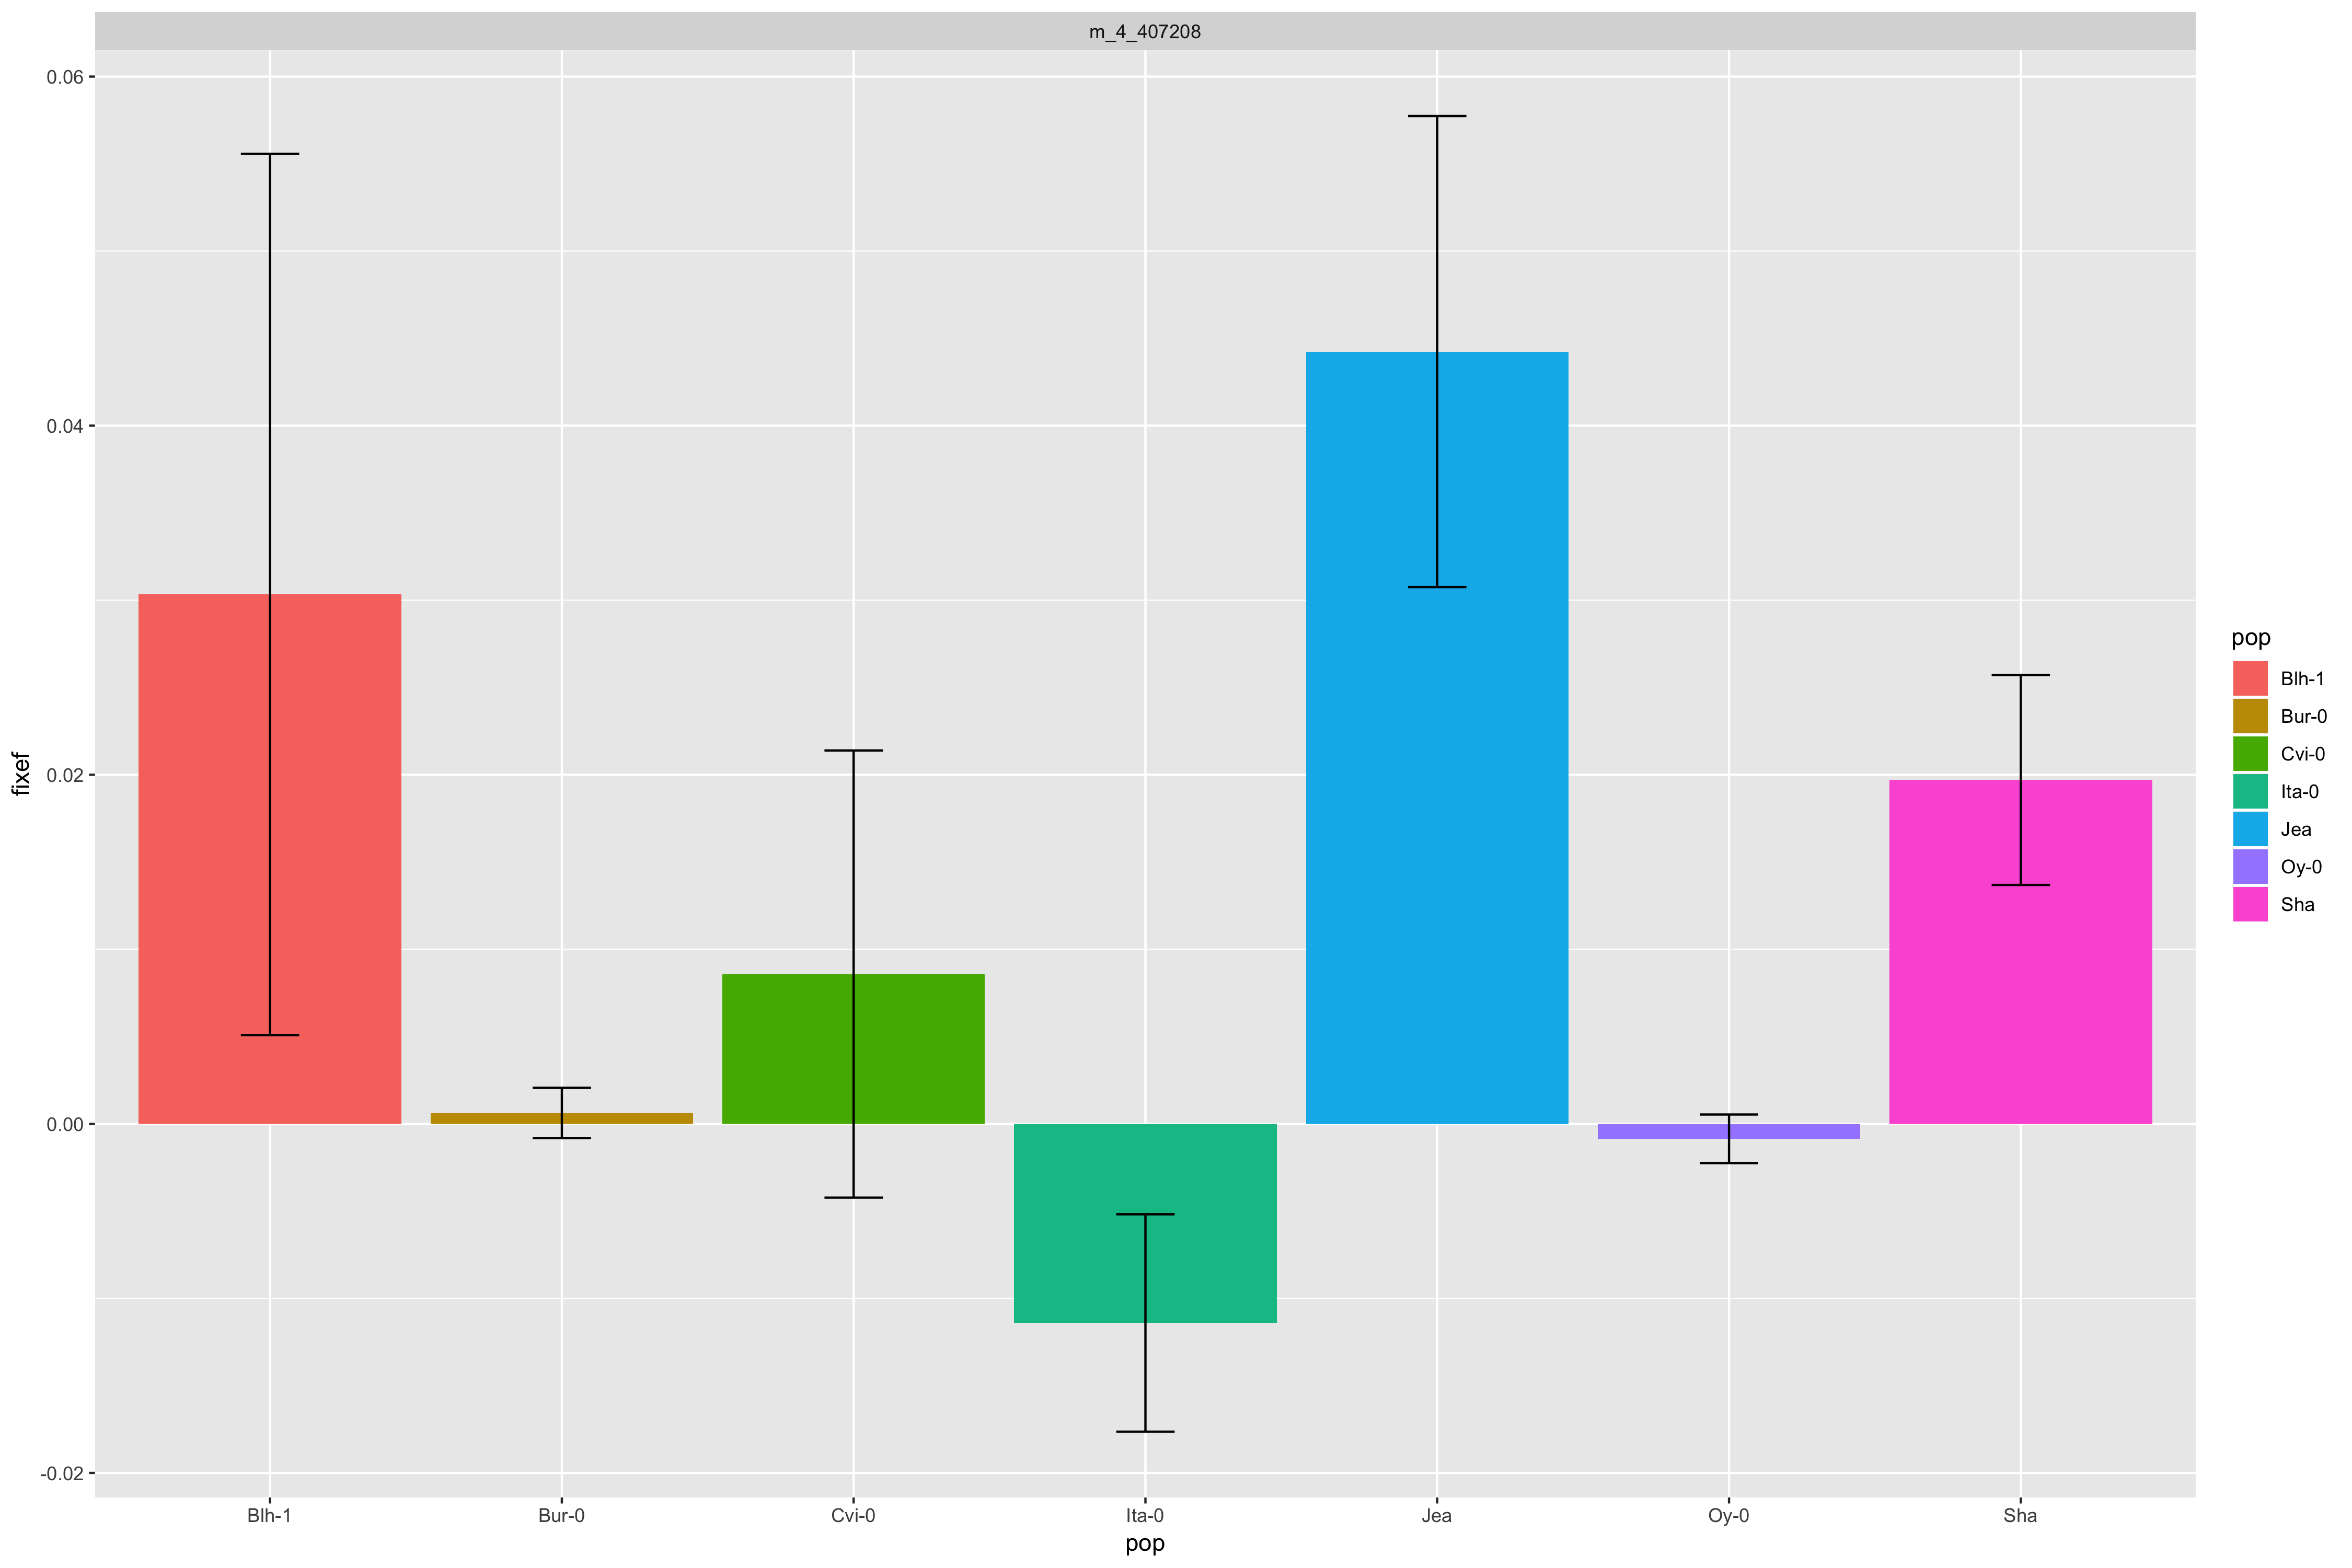 m_4_407208
0.06
0.04
0.02
0.00
-0.02
fixef
Blh-1 Bur-0 Cvi-0 Ita-0 Jea Oy-0 Sha
pop
pop
Blh-1
Bur-0
Cvi-0
Ita-0
Jea
Oy-0
Sha